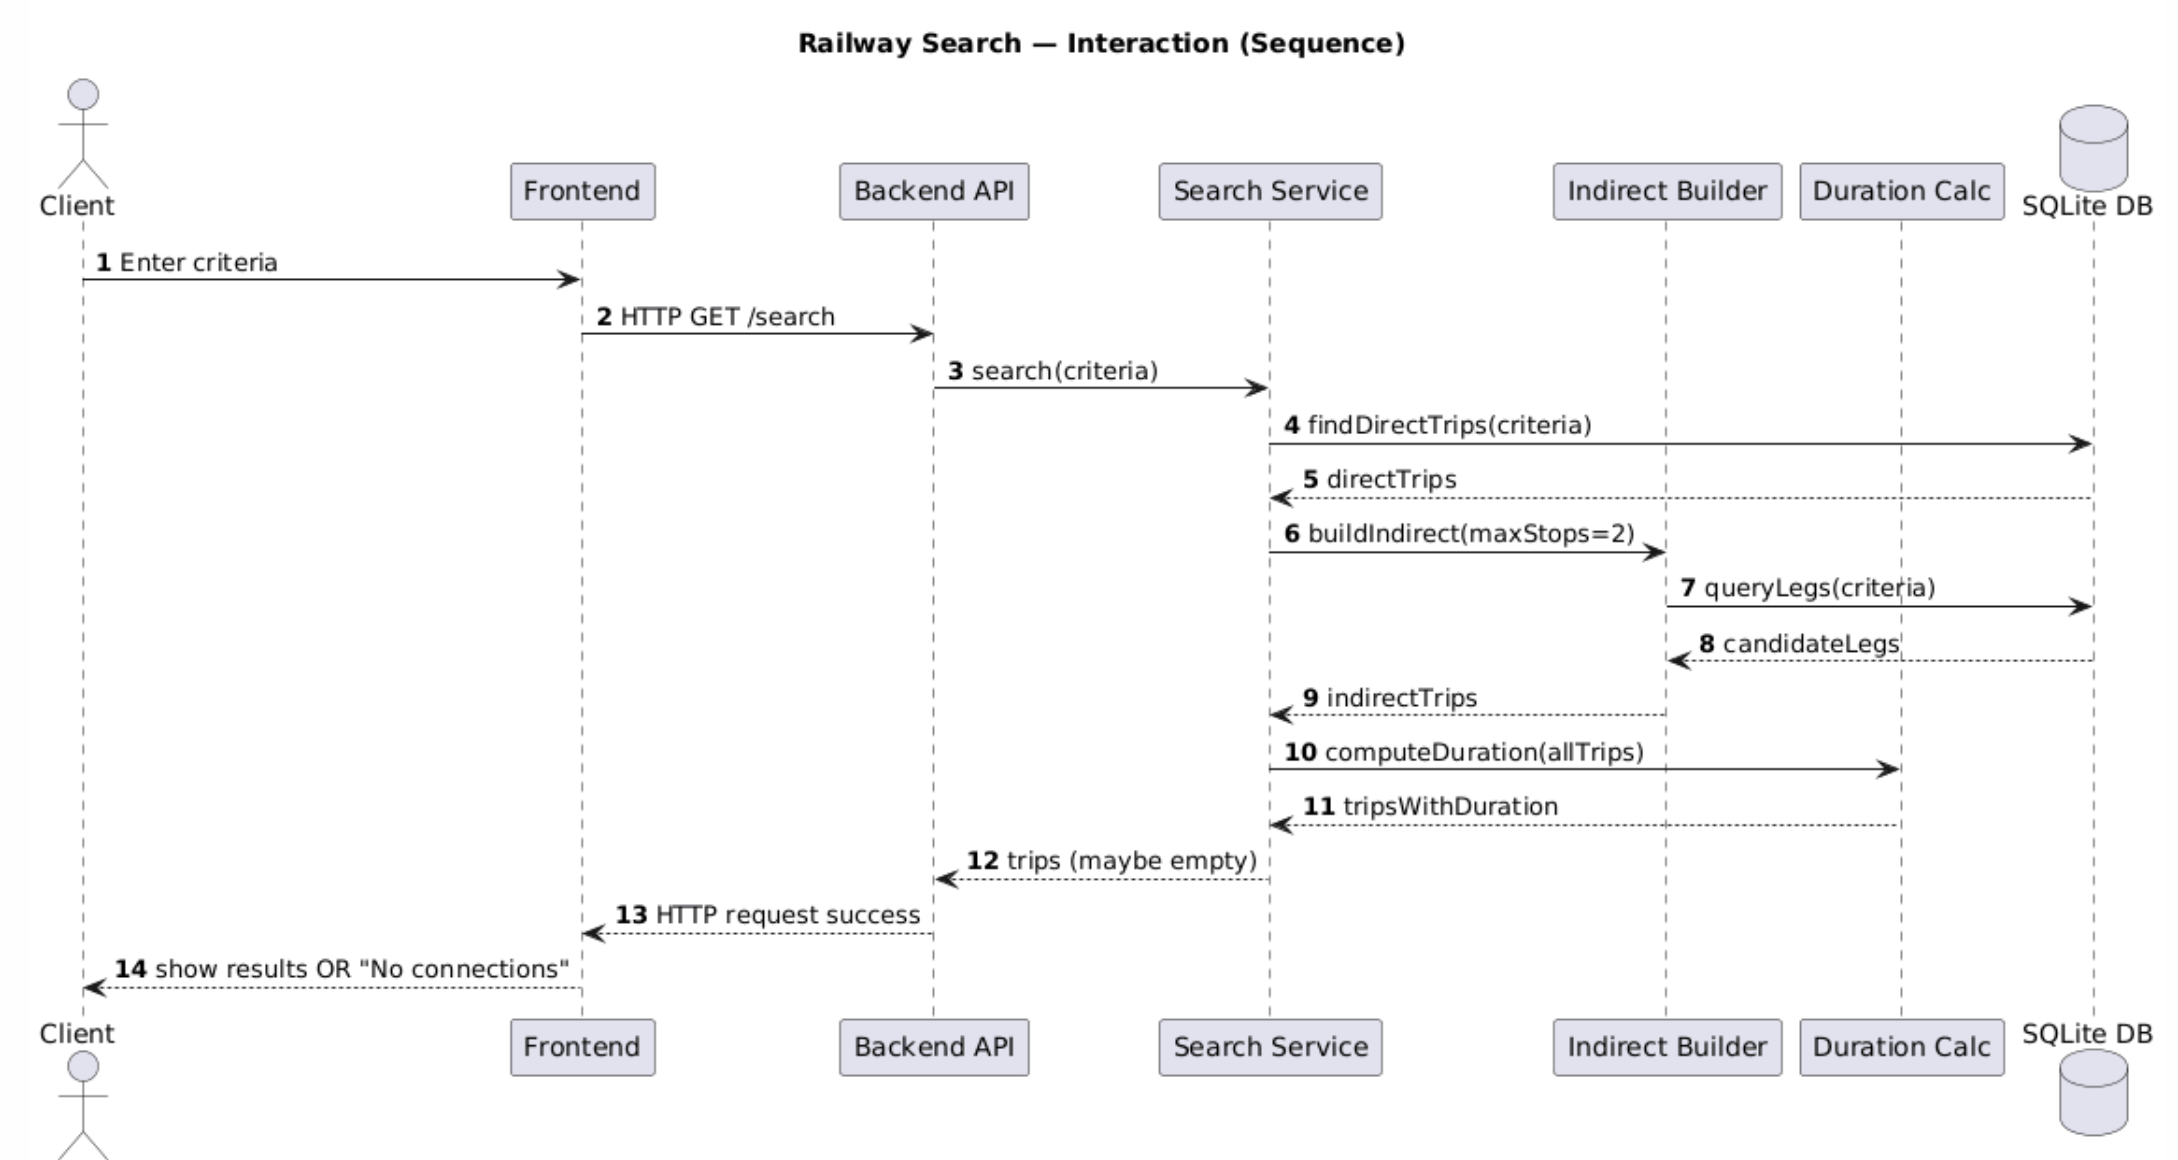 Railway Search — Interaction (Sequence)
Client
Frontend
Backend API
Search Service
Indirect Builder
Duration Calc
SQLite DB
1 Enter criteria
2 HTTP GET /search
3 search(criteria)
4 findDirectTrips(criteria)
5 directTrips
6 buildIndirect(maxStops=2)
7 queryLegs(criteria)
8 candidateLegs
9 indirectTrips
10 computeDuration(allTrips)
11 tripsWithDuration
12 trips (maybe empty)
13 HTTP request success
14 show results OR "No connections"
Client
Frontend
Backend API
Search Service
Indirect Builder
Duration Calc
SQLite DB